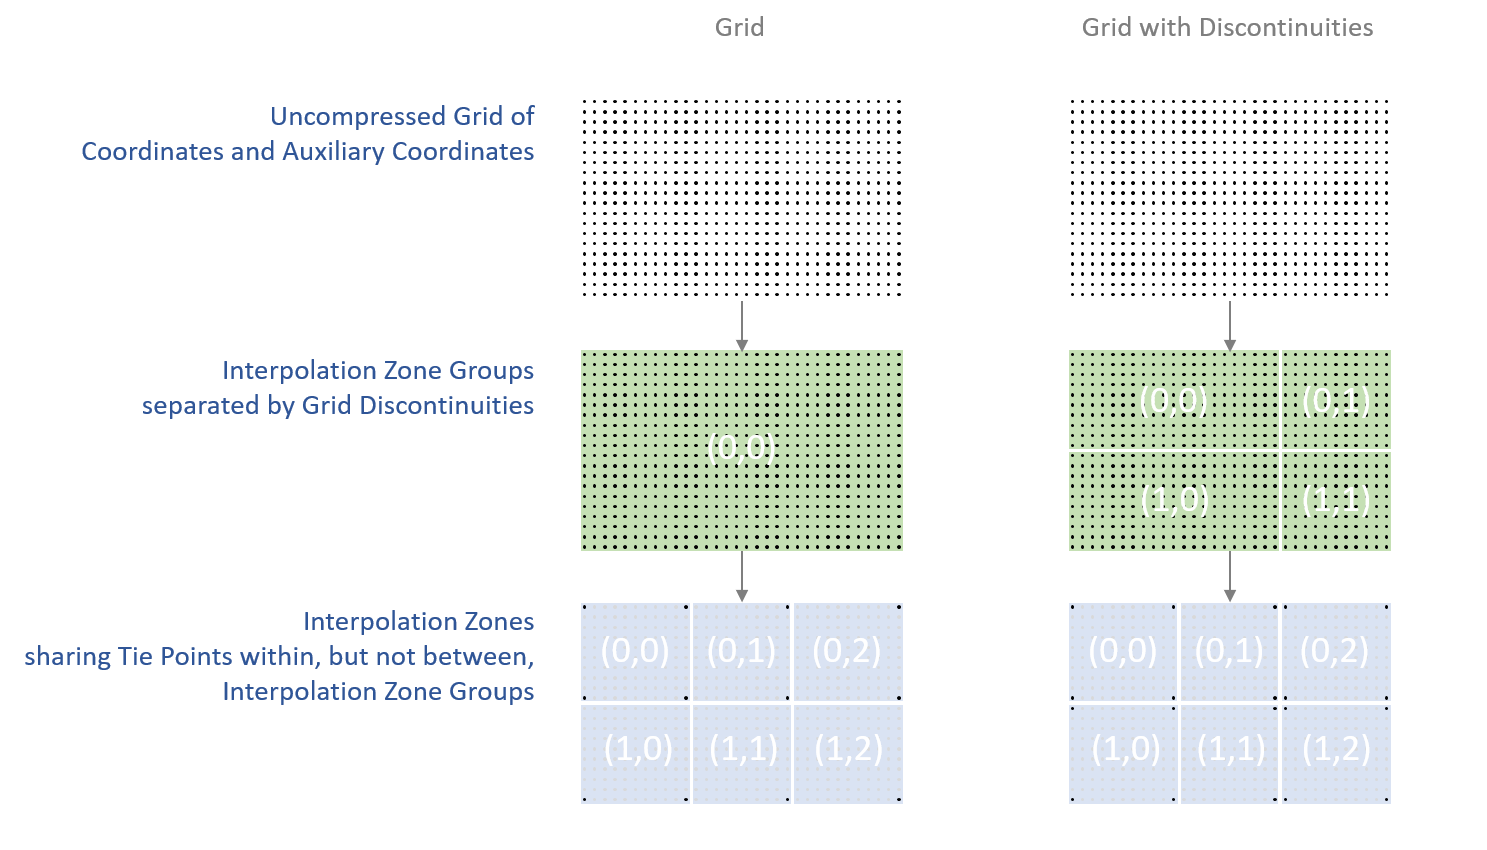 Grid
Grid with Discontinuities
Uncompressed Grid of
Coordinates and Auxiliary Coordinates
Interpolation Zone Groups
separated by Grid Discontinuities
(0,0)
(0,0) (0,1)
(1,0) (1,1)
Interpolation Zones
sharing Tie Points within, but not between,
Interpolation Zone Groups
(0,0) (0,1) (0,2)
(1,0) (1,1) (1,2)
(0,0) (0,1) (0,2)
(1,0) (1,1) (1,2)